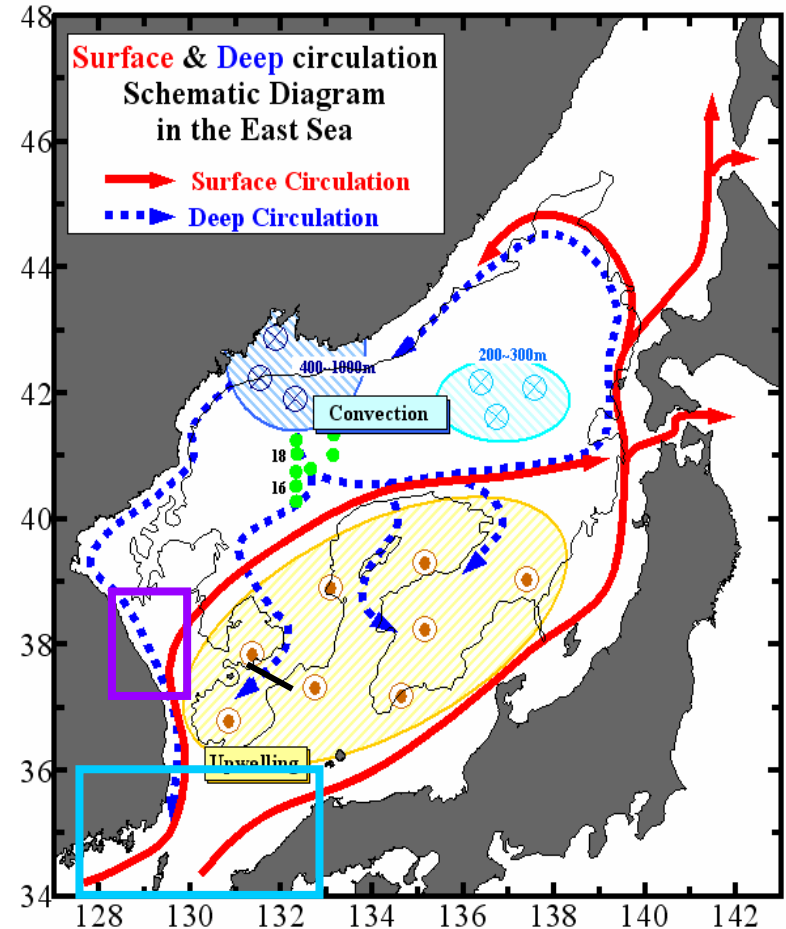 48
46
44
42
40
38
36
34
Surface & Deep circulation
Schematic Diagram
in the East Sea
Surface Circulation
Deep Circulation
400~1000m
200~300m
Convection
18
16
Upwelling
128 130 132 134 136 138 140 142